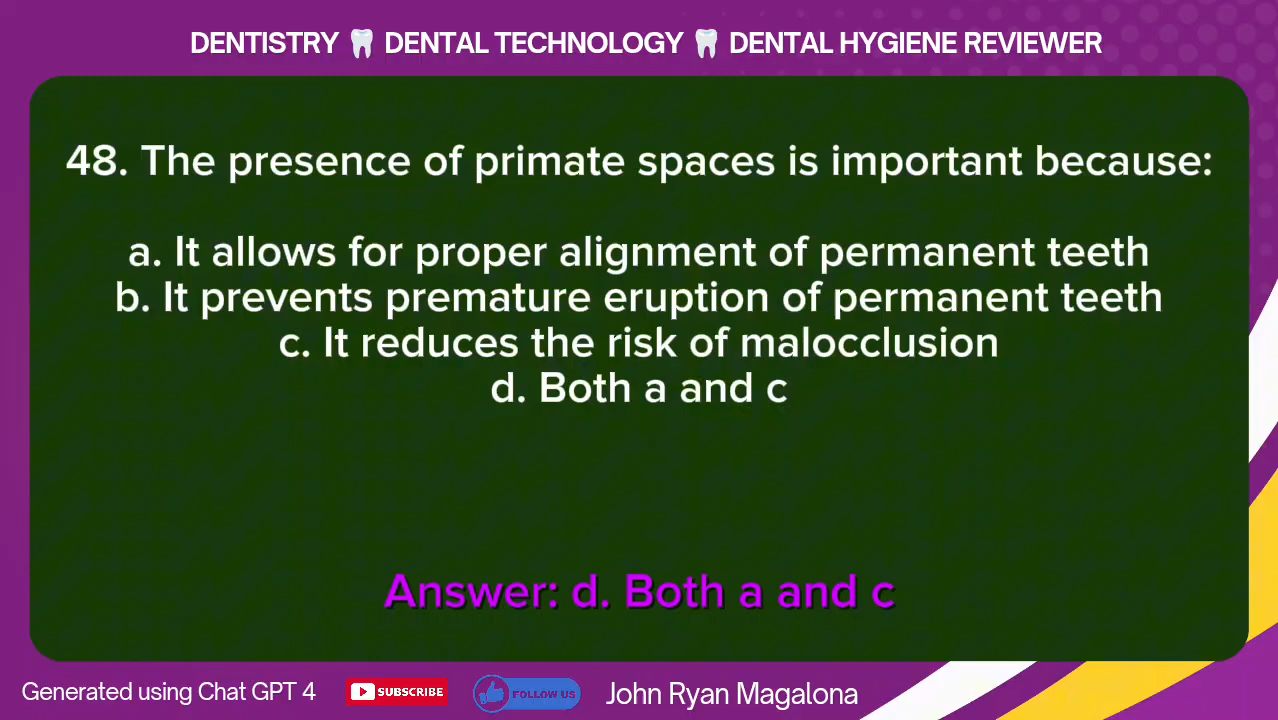 DENTISTRY 🦷 DENTAL TECHNOLOGY 🦷 DENTAL HYGIENE REVIEWER
48. The presence of primate spaces is important because:
a. It allows for proper alignment of permanent teeth
b. It prevents premature eruption of permanent teeth
c. It reduces the risk of malocclusion
d. Both a and c
Answer: d. Both a and c
Generated using Chat GPT 4 SUBSCRIBE FOLLOW US John Ryan Magalona